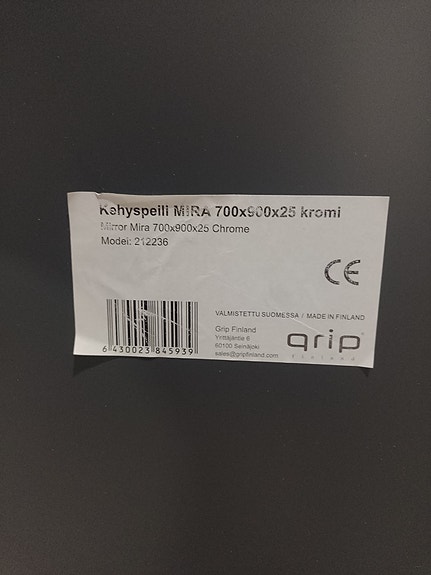 Kehyspeili MIRA 700x900x25 kromi
Mirror Mira 700x900x25 Chrome
Model: 212236
CE
VALMISTETTU SUOMESSA / MADE IN FINLAND
Grip Finland
Yrittäjäntie 6
60100 Seinäjoki
sales@gripfinland.com
grip
finland
6 430023 845939